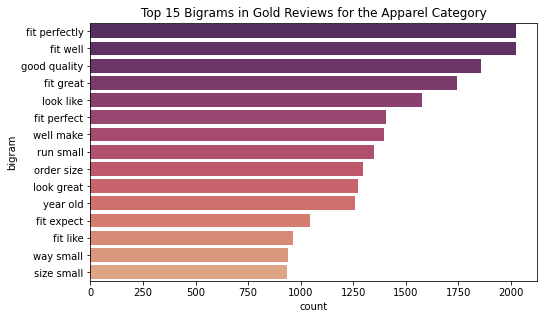 Top 15 Bigrams in Gold Reviews for the Apparel Category
fit perfectly
fit well
good quality
fit great
look like
fit perfect
well make
run small
order size
look great
year old
fit expect
fit like
way small
size small
bigram
0 250 500 750 1000 1250 1500 1750 2000
count